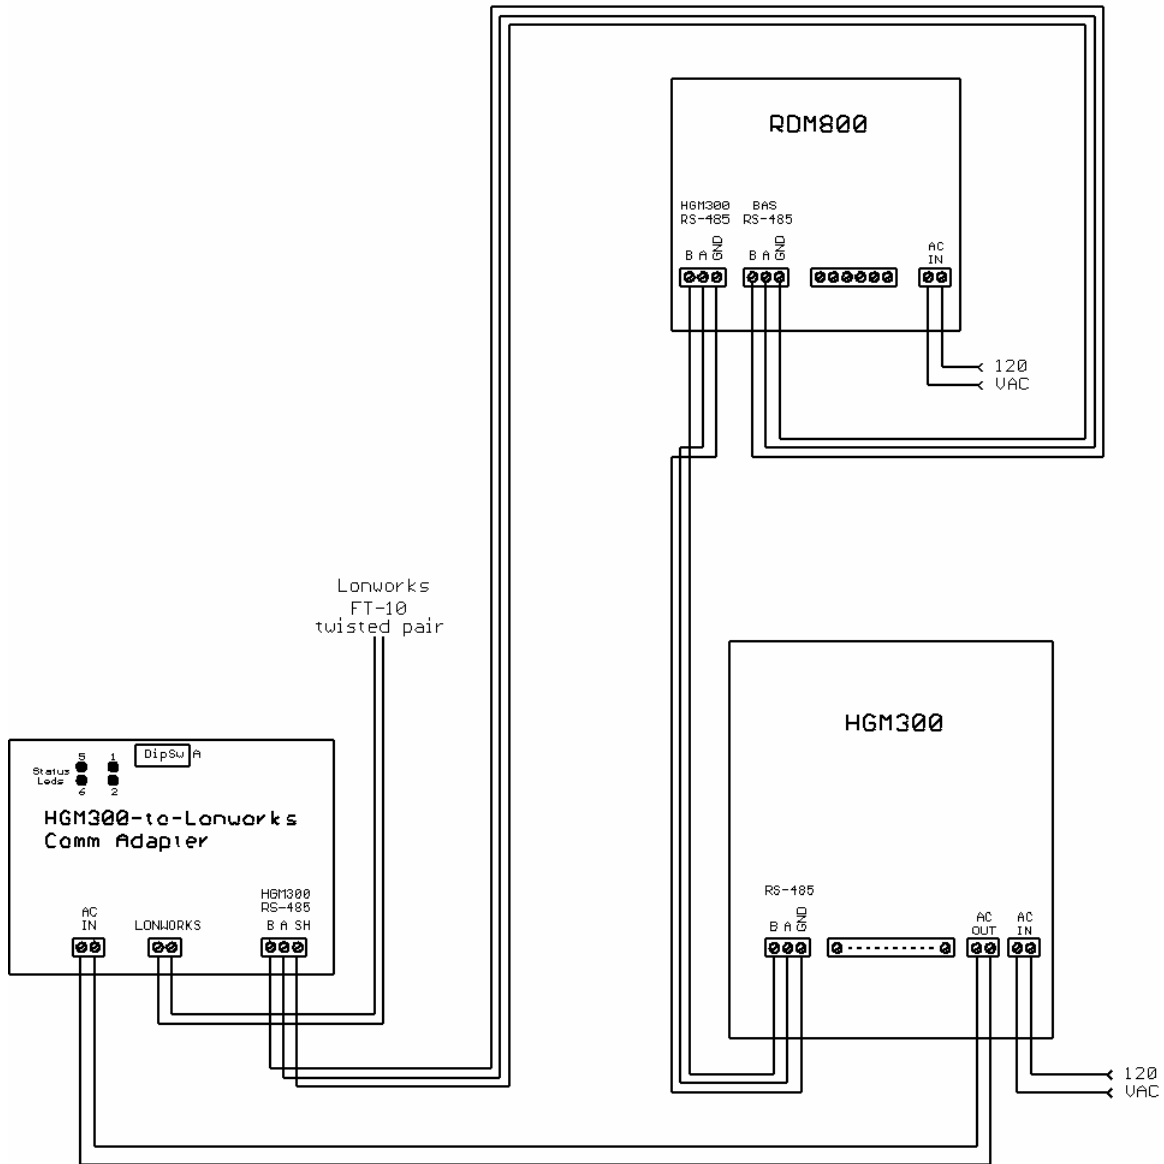 RDM800
HGM300 BAS
RS-485 RS-485
B A GND B A GND
AC
IN
120
VAC
Lonworks
FT-10
twisted pair
HGM300
5 1 DipSw A
Status
Leds
6 2
HGM300-to-Lonworks
Comm Adapter
HGM300
RS-485
AC
IN LONWORKS B A SH
RS-485
B A GND
AC AC
OUT IN
120
VAC